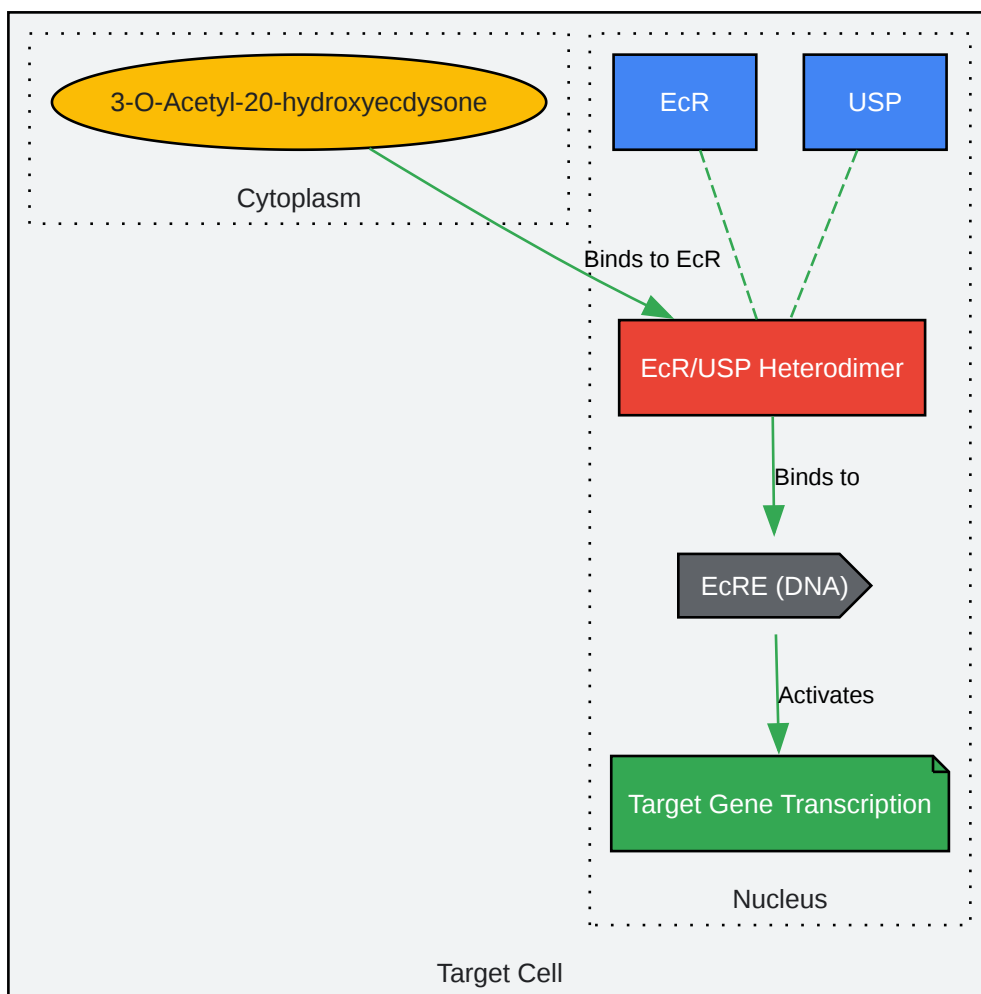 3-O-Acetyl-20-hydroxyecdysone
EcR
USP
Cytoplasm
Binds to EcR
EcR/USP Heterodimer
Binds to
EcRE (DNA)
Activates
Target Gene Transcription
Nucleus
Target Cell